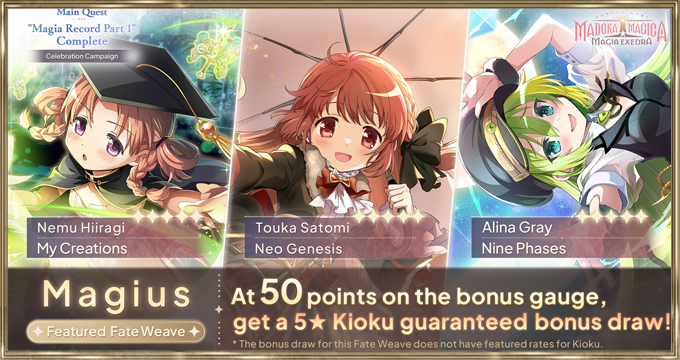 Main Quest
"Magia Record Part 1"
Complete
Celebration Campaign
MADOKA MAGICA
MAGIA EXEDRA
Nemu Hiiragi
My Creations
Touka Satomi
Neo Genesis
Alina Gray
Nine Phases
Magius
Featured Fate Weave
At 50 points on the bonus gauge,
get a 5★ Kioku guaranteed bonus draw!
* The bonus draw for this Fate Weave does not have featured rates for Kioku.